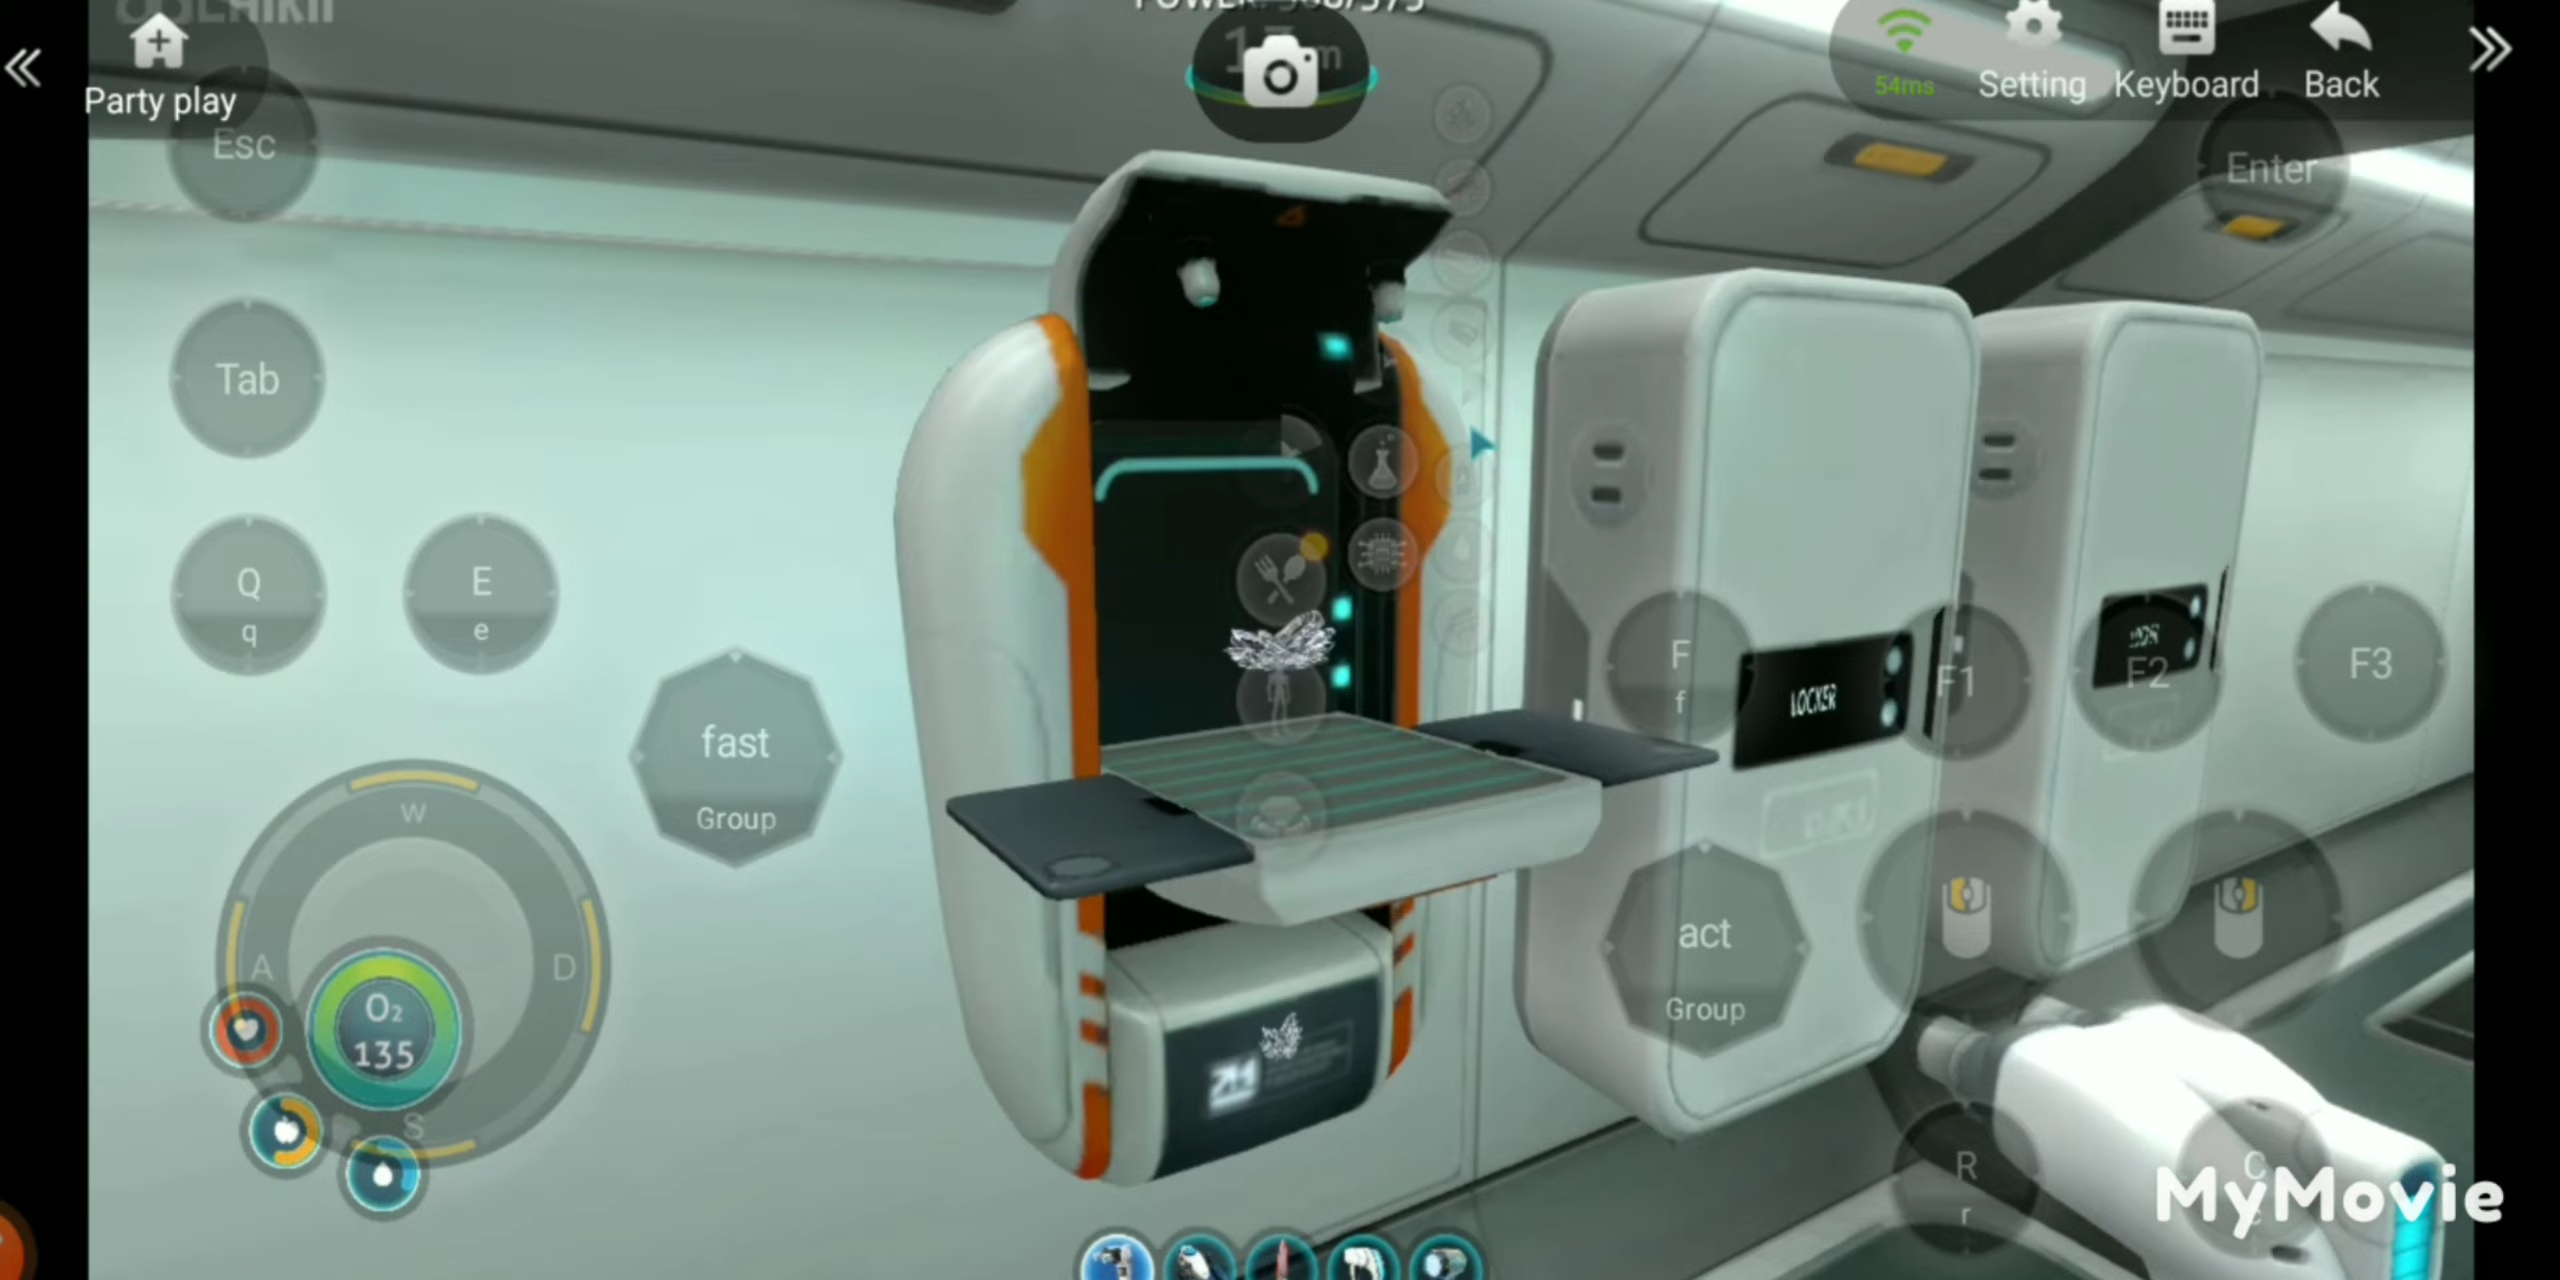 Party play
54ms
Setting
Keyboard
Back
Esc
Enter
Tab
Q
q
E
e
fast
Group
W
A
D
S
O₂
135
F
f
F1
F2
F3
LOCKER
act
Group
R
r
C
MyMovie